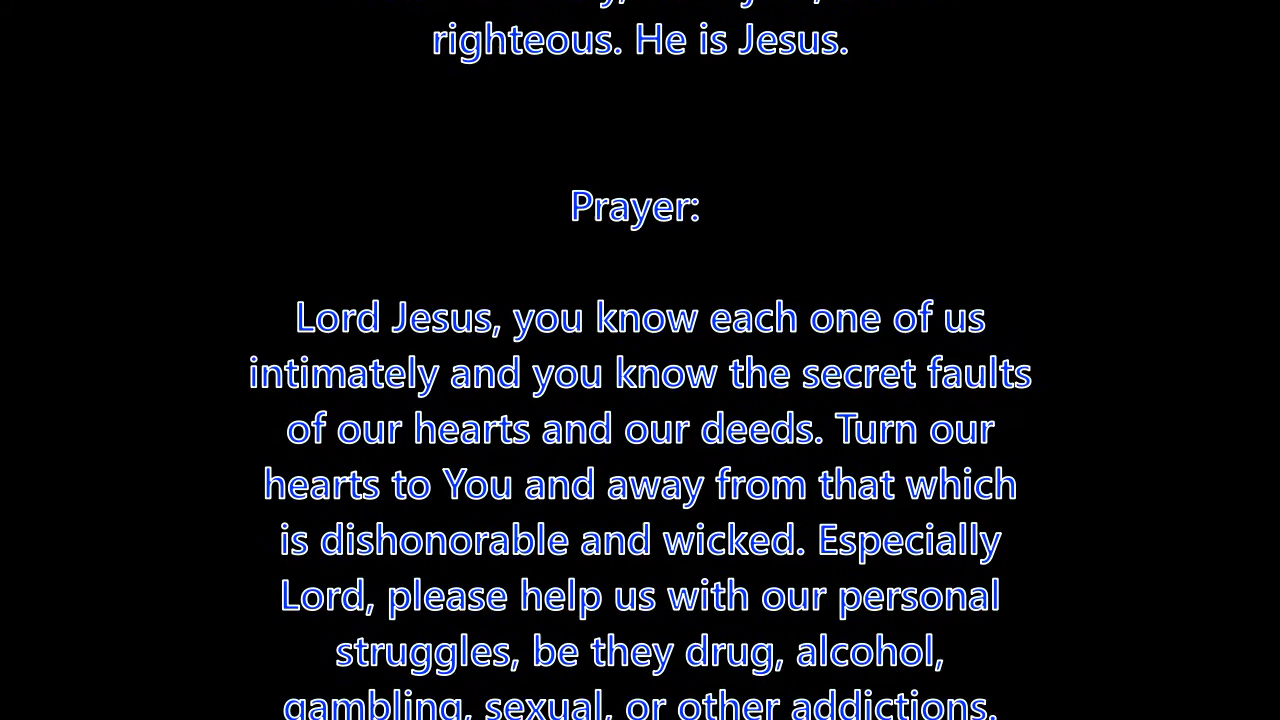 righteous. He is Jesus.
Prayer:
Lord Jesus, you know each one of us
intimately and you know the secret faults
of our hearts and our deeds. Turn our
hearts to You and away from that which
is dishonorable and wicked. Especially
Lord, please help us with our personal
struggles, be they drug, alcohol,
gambling, sexual, or other addictions.